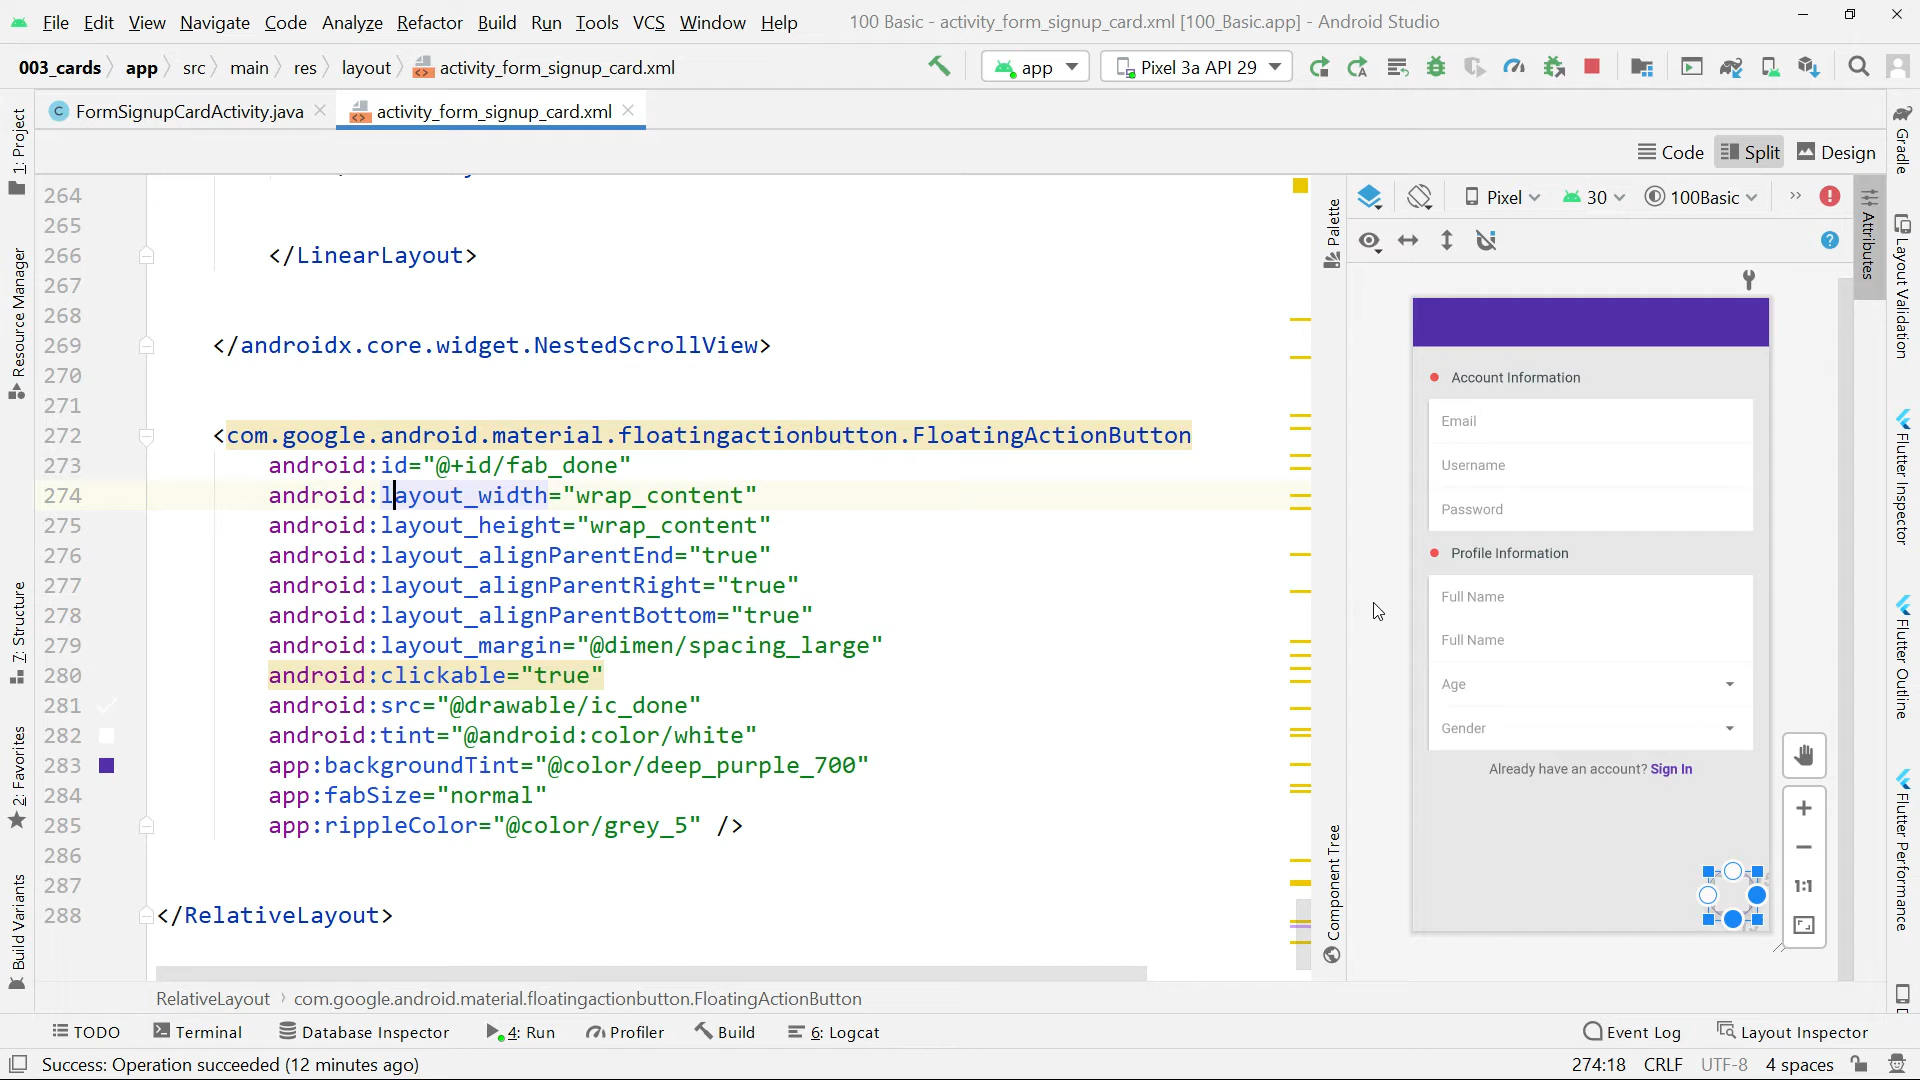 File Edit View Navigate Code Analyze Refactor Build Run Tools VCS Window Help 100 Basic - activity_form_signup_card.xml [100_Basic.app] - Android Studio
003_cards app src main res layout activity_form_signup_card.xml app Pixel 3a API 29
FormSignupCardActivity.java activity_form_signup_card.xml
Code Split Design
Pixel 30 100Basic
264
265
266 </LinearLayout>
267
268
269 </androidx.core.widget.NestedScrollView>
270
271
272 <com.google.android.material.floatingactionbutton.FloatingActionButton
273 android:id="@+id/fab_done"
274 android:layout_width="wrap_content"
275 android:layout_height="wrap_content"
276 android:layout_alignParentEnd="true"
277 android:layout_alignParentRight="true"
278 android:layout_alignParentBottom="true"
279 android:layout_margin="@dimen/spacing_large"
280 android:clickable="true"
281 android:src="@drawable/ic_done"
282 android:tint="@android:color/white"
283 app:backgroundTint="@color/deep_purple_700"
284 app:fabSize="normal"
285 app:rippleColor="@color/grey_5" />
286
287
288 </RelativeLayout>
Account Information
Email
Username
Password
Profile Information
Full Name
Full Name
Age
Gender
Already have an account? Sign In
1:1
1: Project
Resource Manager
7: Structure
2: Favorites
Build Variants
Palette
Component Tree
Attributes
Gradle
Layout Validation
Flutter Inspector
Flutter Outline
Flutter Performance
RelativeLayout com.google.android.material.floatingactionbutton.FloatingActionButton
TODO Terminal Database Inspector 4: Run Profiler Build 6: Logcat Event Log Layout Inspector
Success: Operation succeeded (12 minutes ago) 274:18 CRLF UTF-8 4 spaces